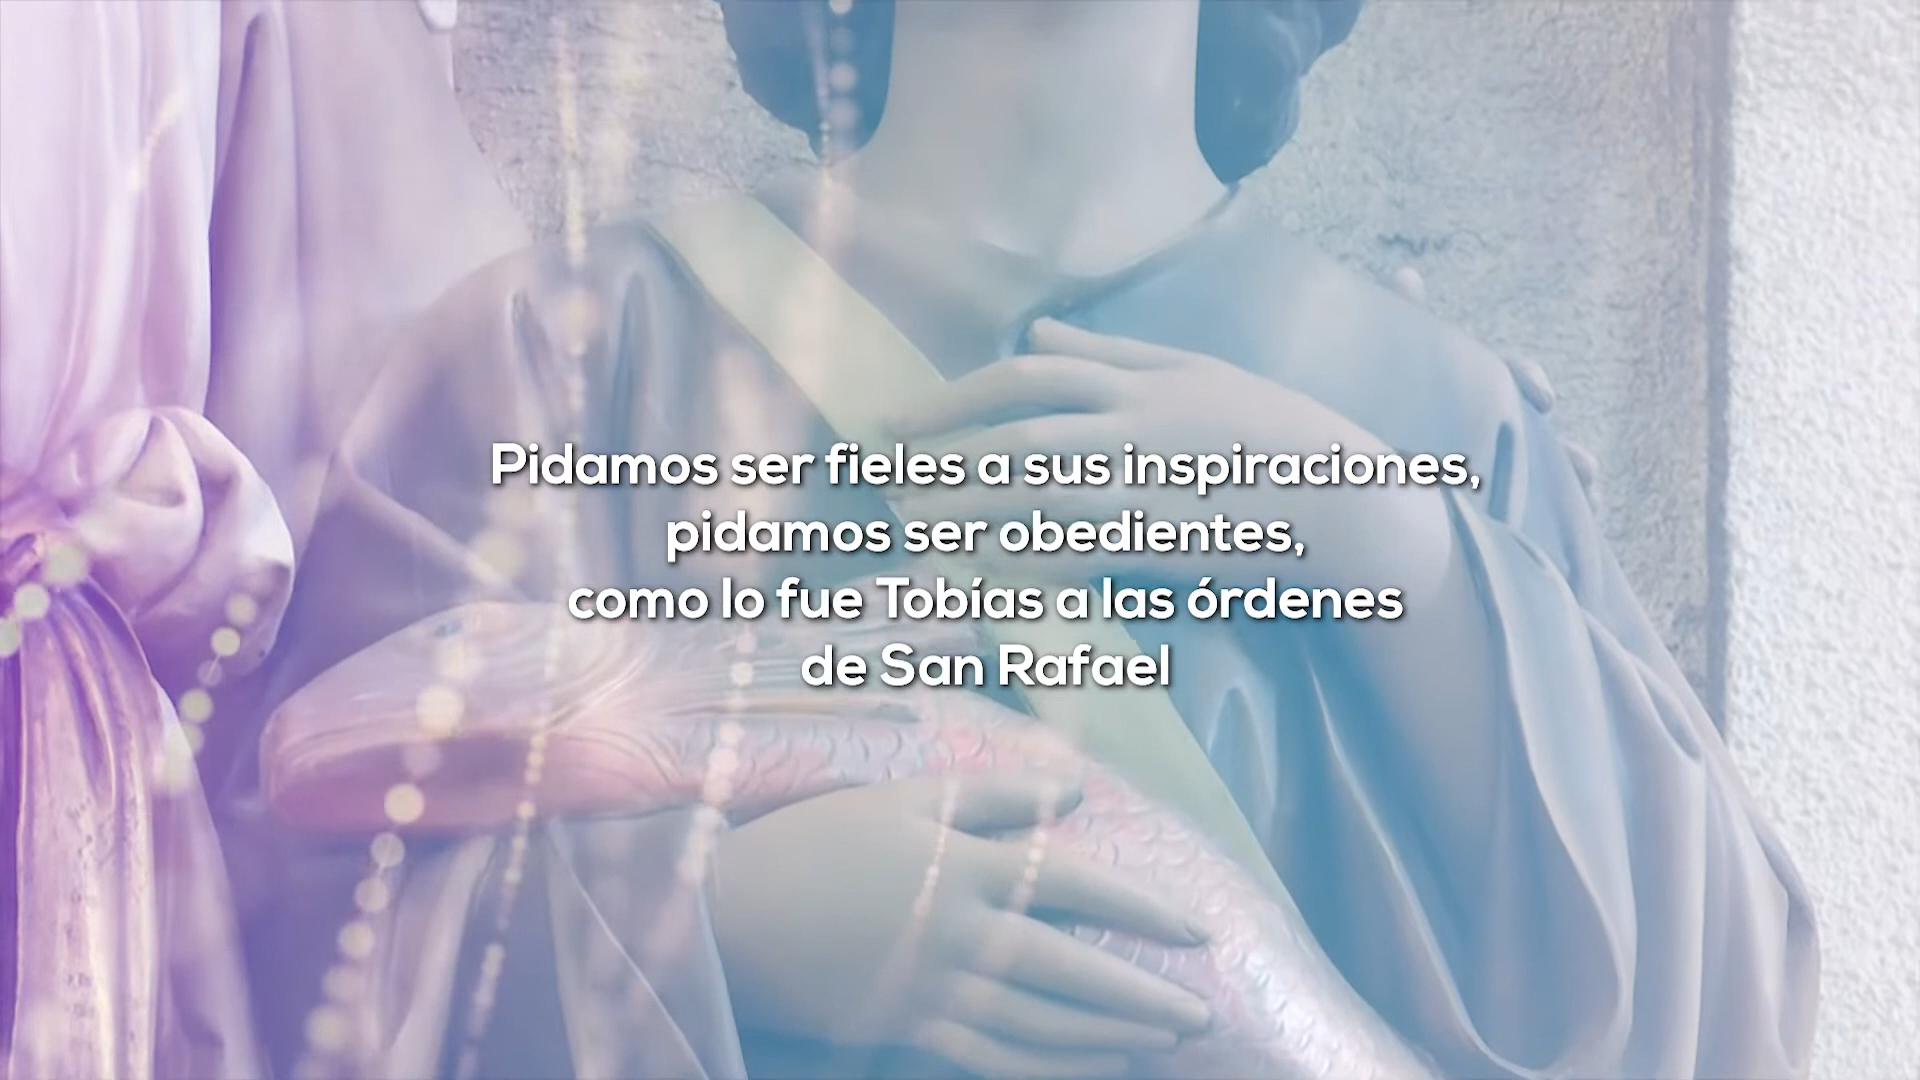 Pidamos ser fieles a sus inspiraciones,
pidamos ser obedientes,
como lo fue Tobías a las órdenes
de San Rafael